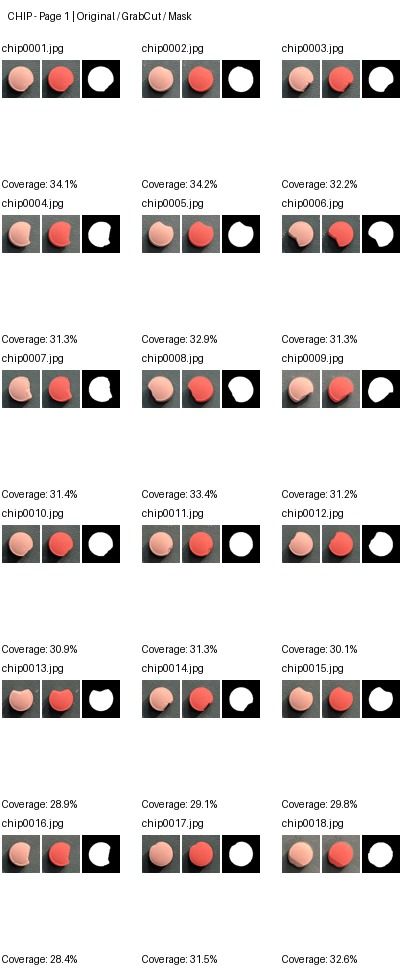 CHIP - Page 1 | Original / GrabCut / Mask
chip0001.jpg
chip0002.jpg
chip0003.jpg
Coverage: 34.1%
Coverage: 34.2%
Coverage: 32.2%
chip0004.jpg
chip0005.jpg
chip0006.jpg
Coverage: 31.3%
Coverage: 32.9%
Coverage: 31.3%
chip0007.jpg
chip0008.jpg
chip0009.jpg
Coverage: 31.4%
Coverage: 33.4%
Coverage: 31.2%
chip0010.jpg
chip0011.jpg
chip0012.jpg
Coverage: 30.9%
Coverage: 31.3%
Coverage: 30.1%
chip0013.jpg
chip0014.jpg
chip0015.jpg
Coverage: 28.9%
Coverage: 29.1%
Coverage: 29.8%
chip0016.jpg
chip0017.jpg
chip0018.jpg
Coverage: 28.4%
Coverage: 31.5%
Coverage: 32.6%